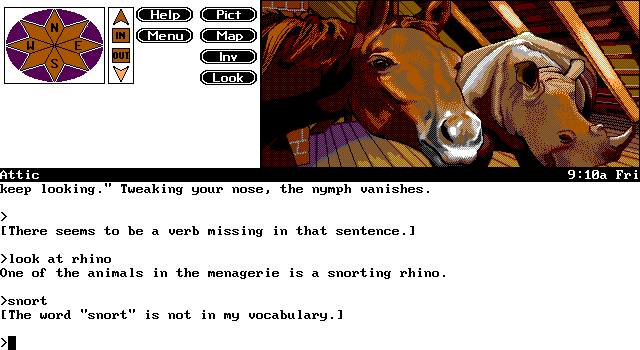 N
W E
S
IN
OUT
Help
Menu
Pict
Map
Inv
Look
Attic 9:10a Fri
keep looking." Tweaking your nose, the nymph vanishes.
>
[There seems to be a verb missing in that sentence.]
>look at rhino
One of the animals in the menagerie is a snorting rhino.
>snort
[The word "snort" is not in my vocabulary.]
>